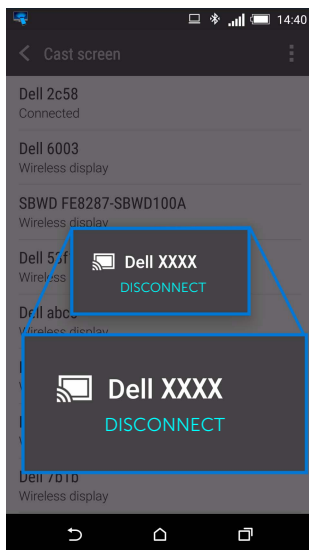 14:40
Cast screen
Dell 2c58
Connected
Dell 6003
Wireless display
SBWD FE8287-SBWD100A
Wireless display
Dell 53f
Wireless
Dell XXXX
DISCONNECT
Dell abc
Wireless display
Dell XXXX
DISCONNECT
Dell 7b1b
Wireless display